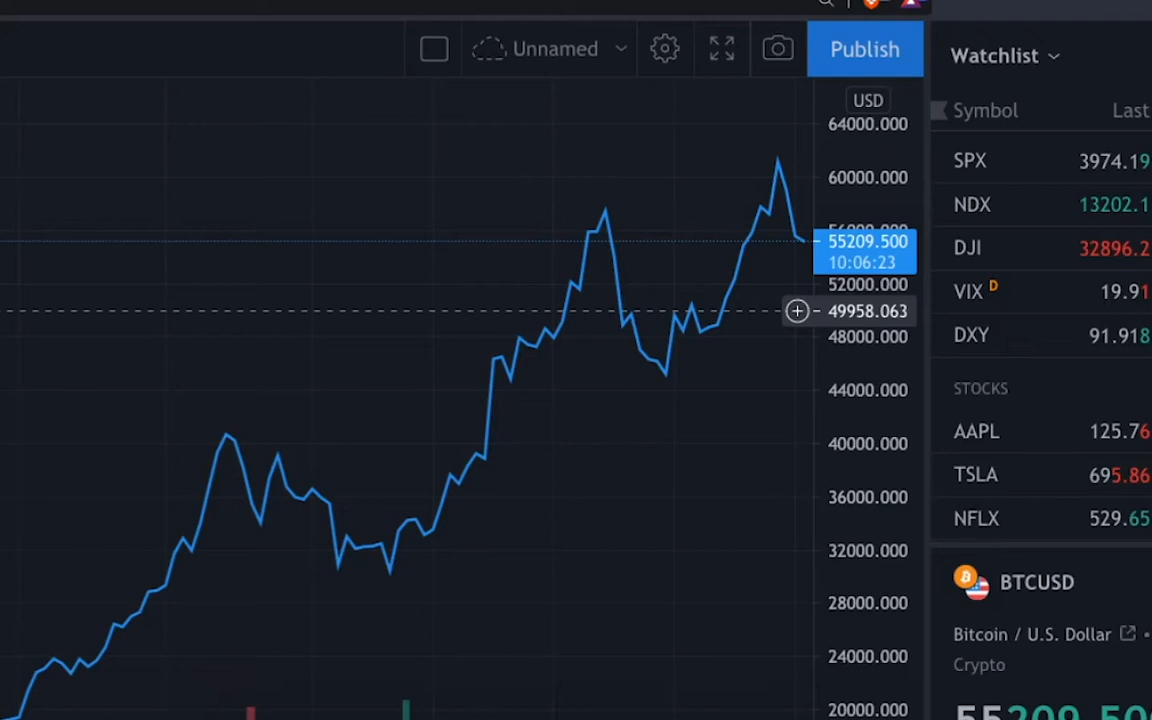 Unnamed
Publish
USD
64000.000
60000.000
55209.500
10:06:23
52000.000
49958.063
48000.000
44000.000
40000.000
36000.000
32000.000
28000.000
24000.000
20000.000
Watchlist
Symbol Last
SPX 3974.19
NDX 13202.1
DJI 32896.2
VIX D 19.91
DXY 91.918
STOCKS
AAPL 125.76
TSLA 695.86
NFLX 529.65
BTCUSD
Bitcoin / U.S. Dollar
Crypto